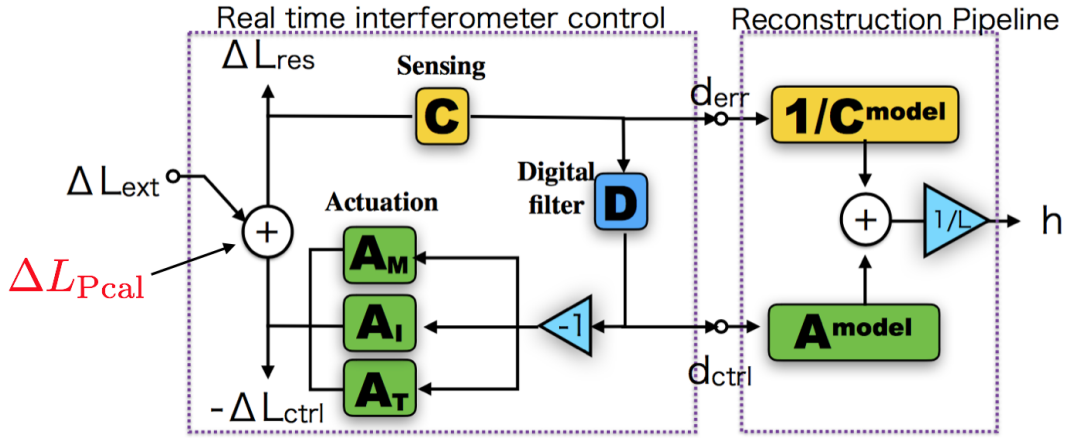 Real time interferometer control
Reconstruction Pipeline
ΔLres
Sensing
C
derr
1/Cmodel
ΔLext
Digital
filter
D
Actuation
+
AM
ΔLPcal
+
1/L
h
AI
-1
Amodel
AT
dctrl
-ΔLctrl